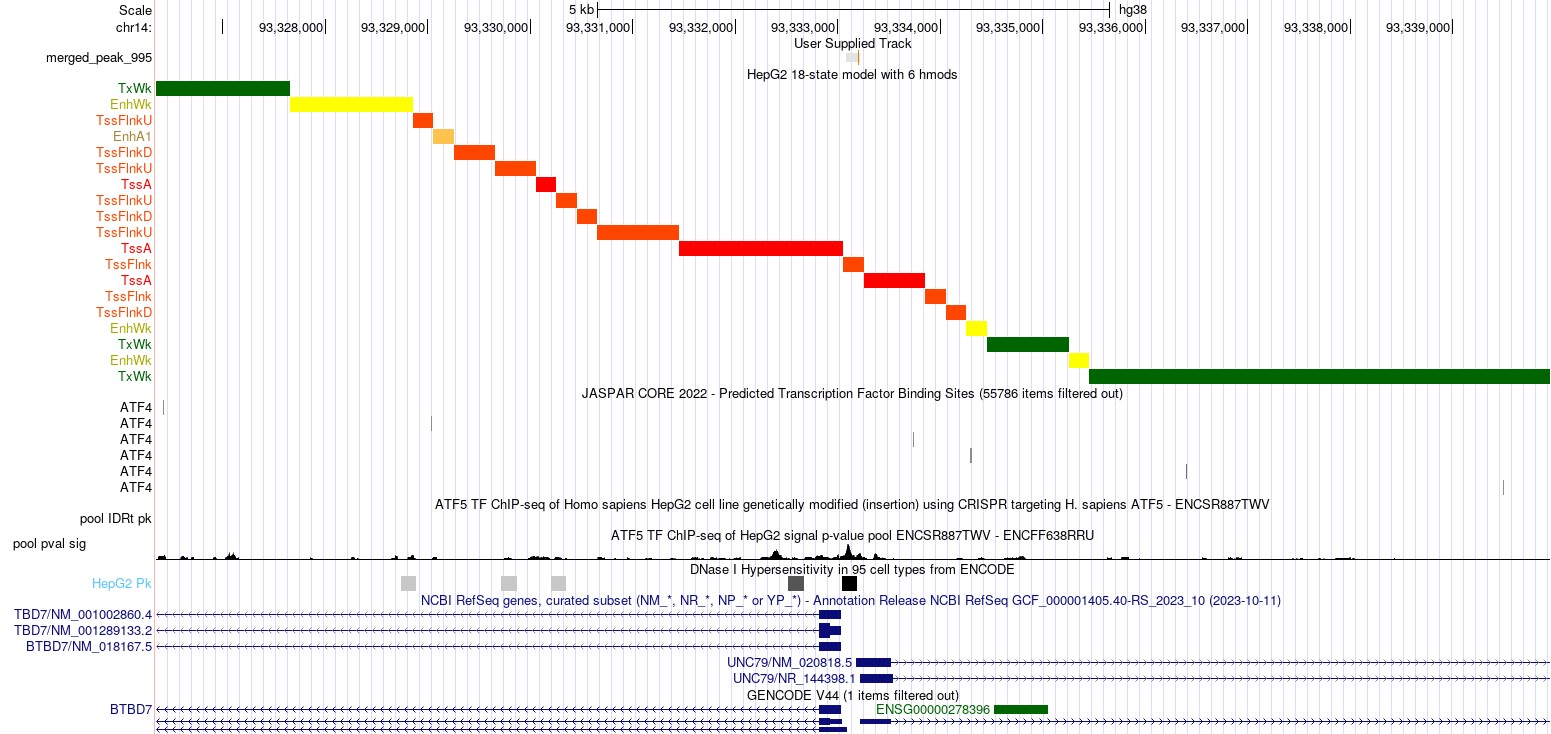 Scale 5 kb hg38
chr14: 93,328,000 93,329,000 93,330,000 93,331,000 93,332,000 93,333,000 93,334,000 93,335,000 93,336,000 93,337,000 93,338,000 93,339,000
User Supplied Track
merged_peak_995
HepG2 18-state model with 6 hmods
TxWk
EnhWk
TssFlnkU
EnhA1
TssFlnkD
TssFlnkU
TssA
TssFlnkU
TssFlnkD
TssFlnkU
TssA
TssFlnk
TssA
TssFlnk
TssFlnkD
EnhWk
TxWk
EnhWk
TxWk
JASPAR CORE 2022 - Predicted Transcription Factor Binding Sites (55786 items filtered out)
ATF4
ATF4
ATF4
ATF4
ATF4
ATF4
ATF5 TF ChIP-seq of Homo sapiens HepG2 cell line genetically modified (insertion) using CRISPR targeting H. sapiens ATF5 - ENCSR887TWV
pool IDRt pk
ATF5 TF ChIP-seq of HepG2 signal p-value pool ENCSR887TWV - ENCFF638RRU
pool pval sig
DNase I Hypersensitivity in 95 cell types from ENCODE
HepG2 Pk
NCBI RefSeq genes, curated subset (NM_*, NR_*, NP_* or YP_*) - Annotation Release NCBI RefSeq GCF_000001405.40-RS_2023_10 (2023-10-11)
TBD7/NM_001002860.4
TBD7/NM_001289133.2
BTBD7/NM_018167.5
UNC79/NM_020818.5
UNC79/NR_144398.1
GENCODE V44 (1 items filtered out)
BTBD7 ENSG00000278396